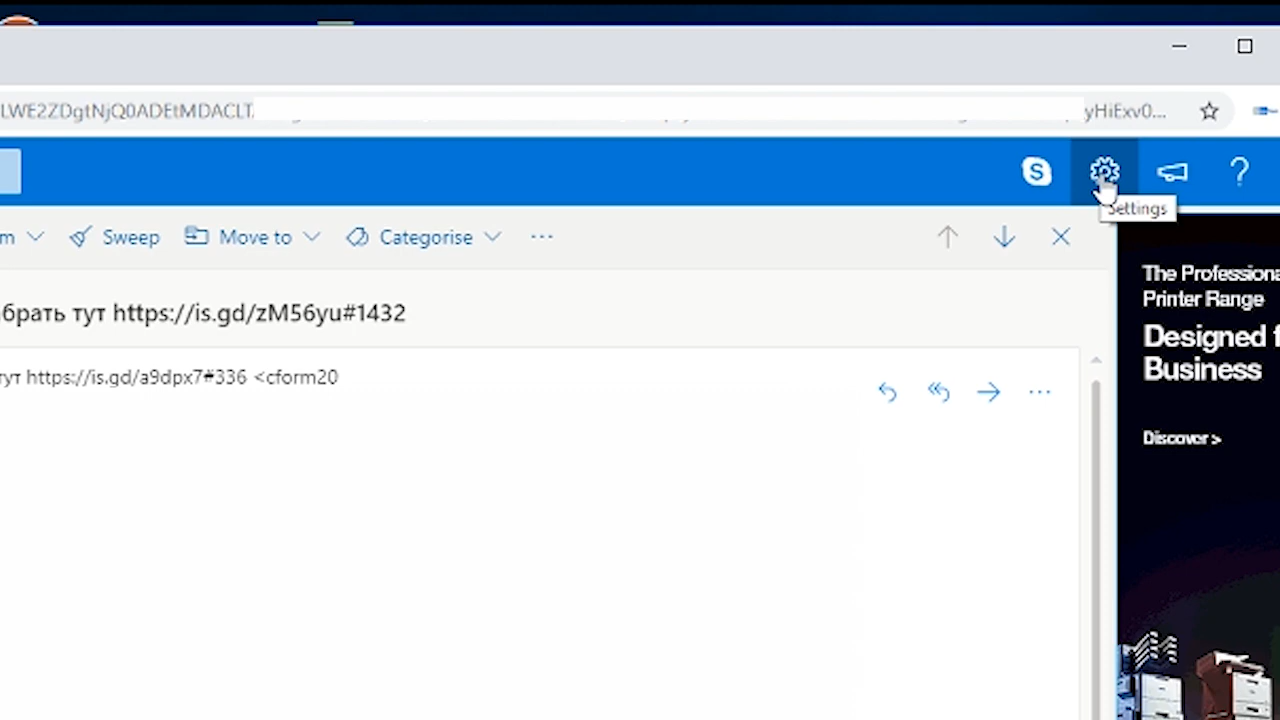 LWE2ZDgtNjQ0ADEtMDACLT
yHiExv0...
Settings
m
Sweep
Move to
Categorise
брать тут https://is.gd/zM56yu#1432
тут https://is.gd/a9dpx7#336 <cform20
The Professiona
Printer Range
Designed f
Business
Discover >